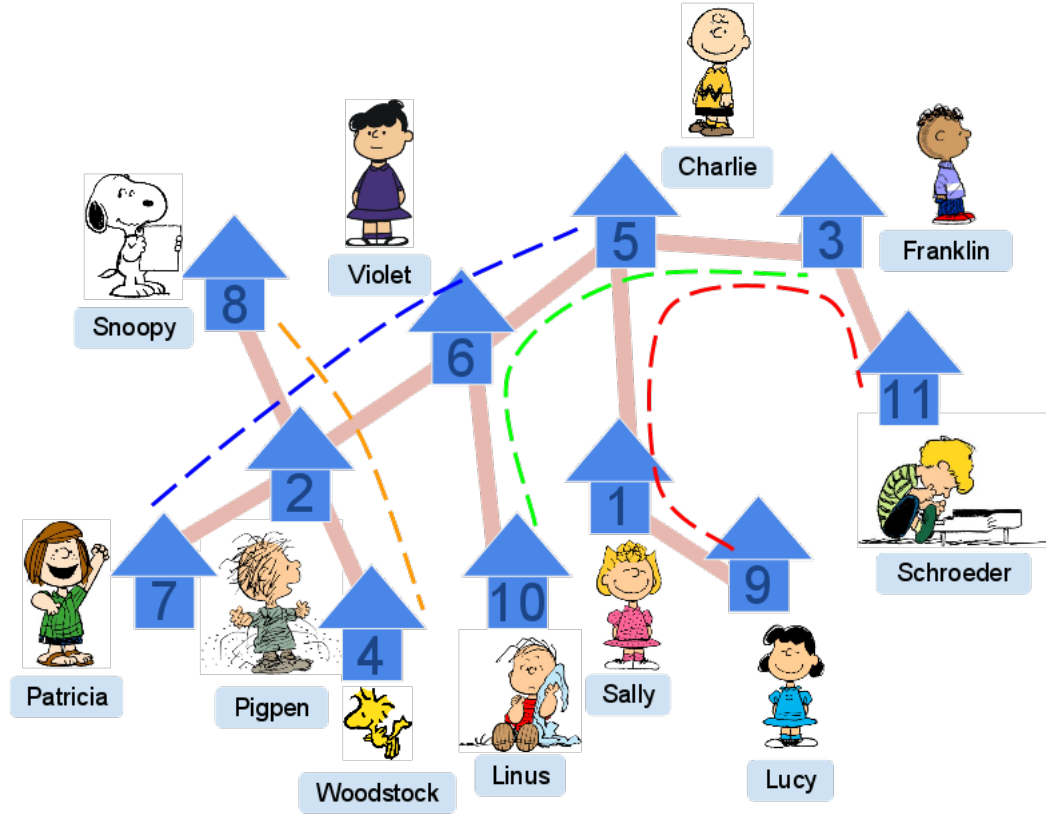 Charlie
Franklin
Violet
Snoopy
5
3
8
6
11
2
1
Schroeder
7
10
9
4
Patricia
Pigpen
Sally
Linus
Lucy
Woodstock